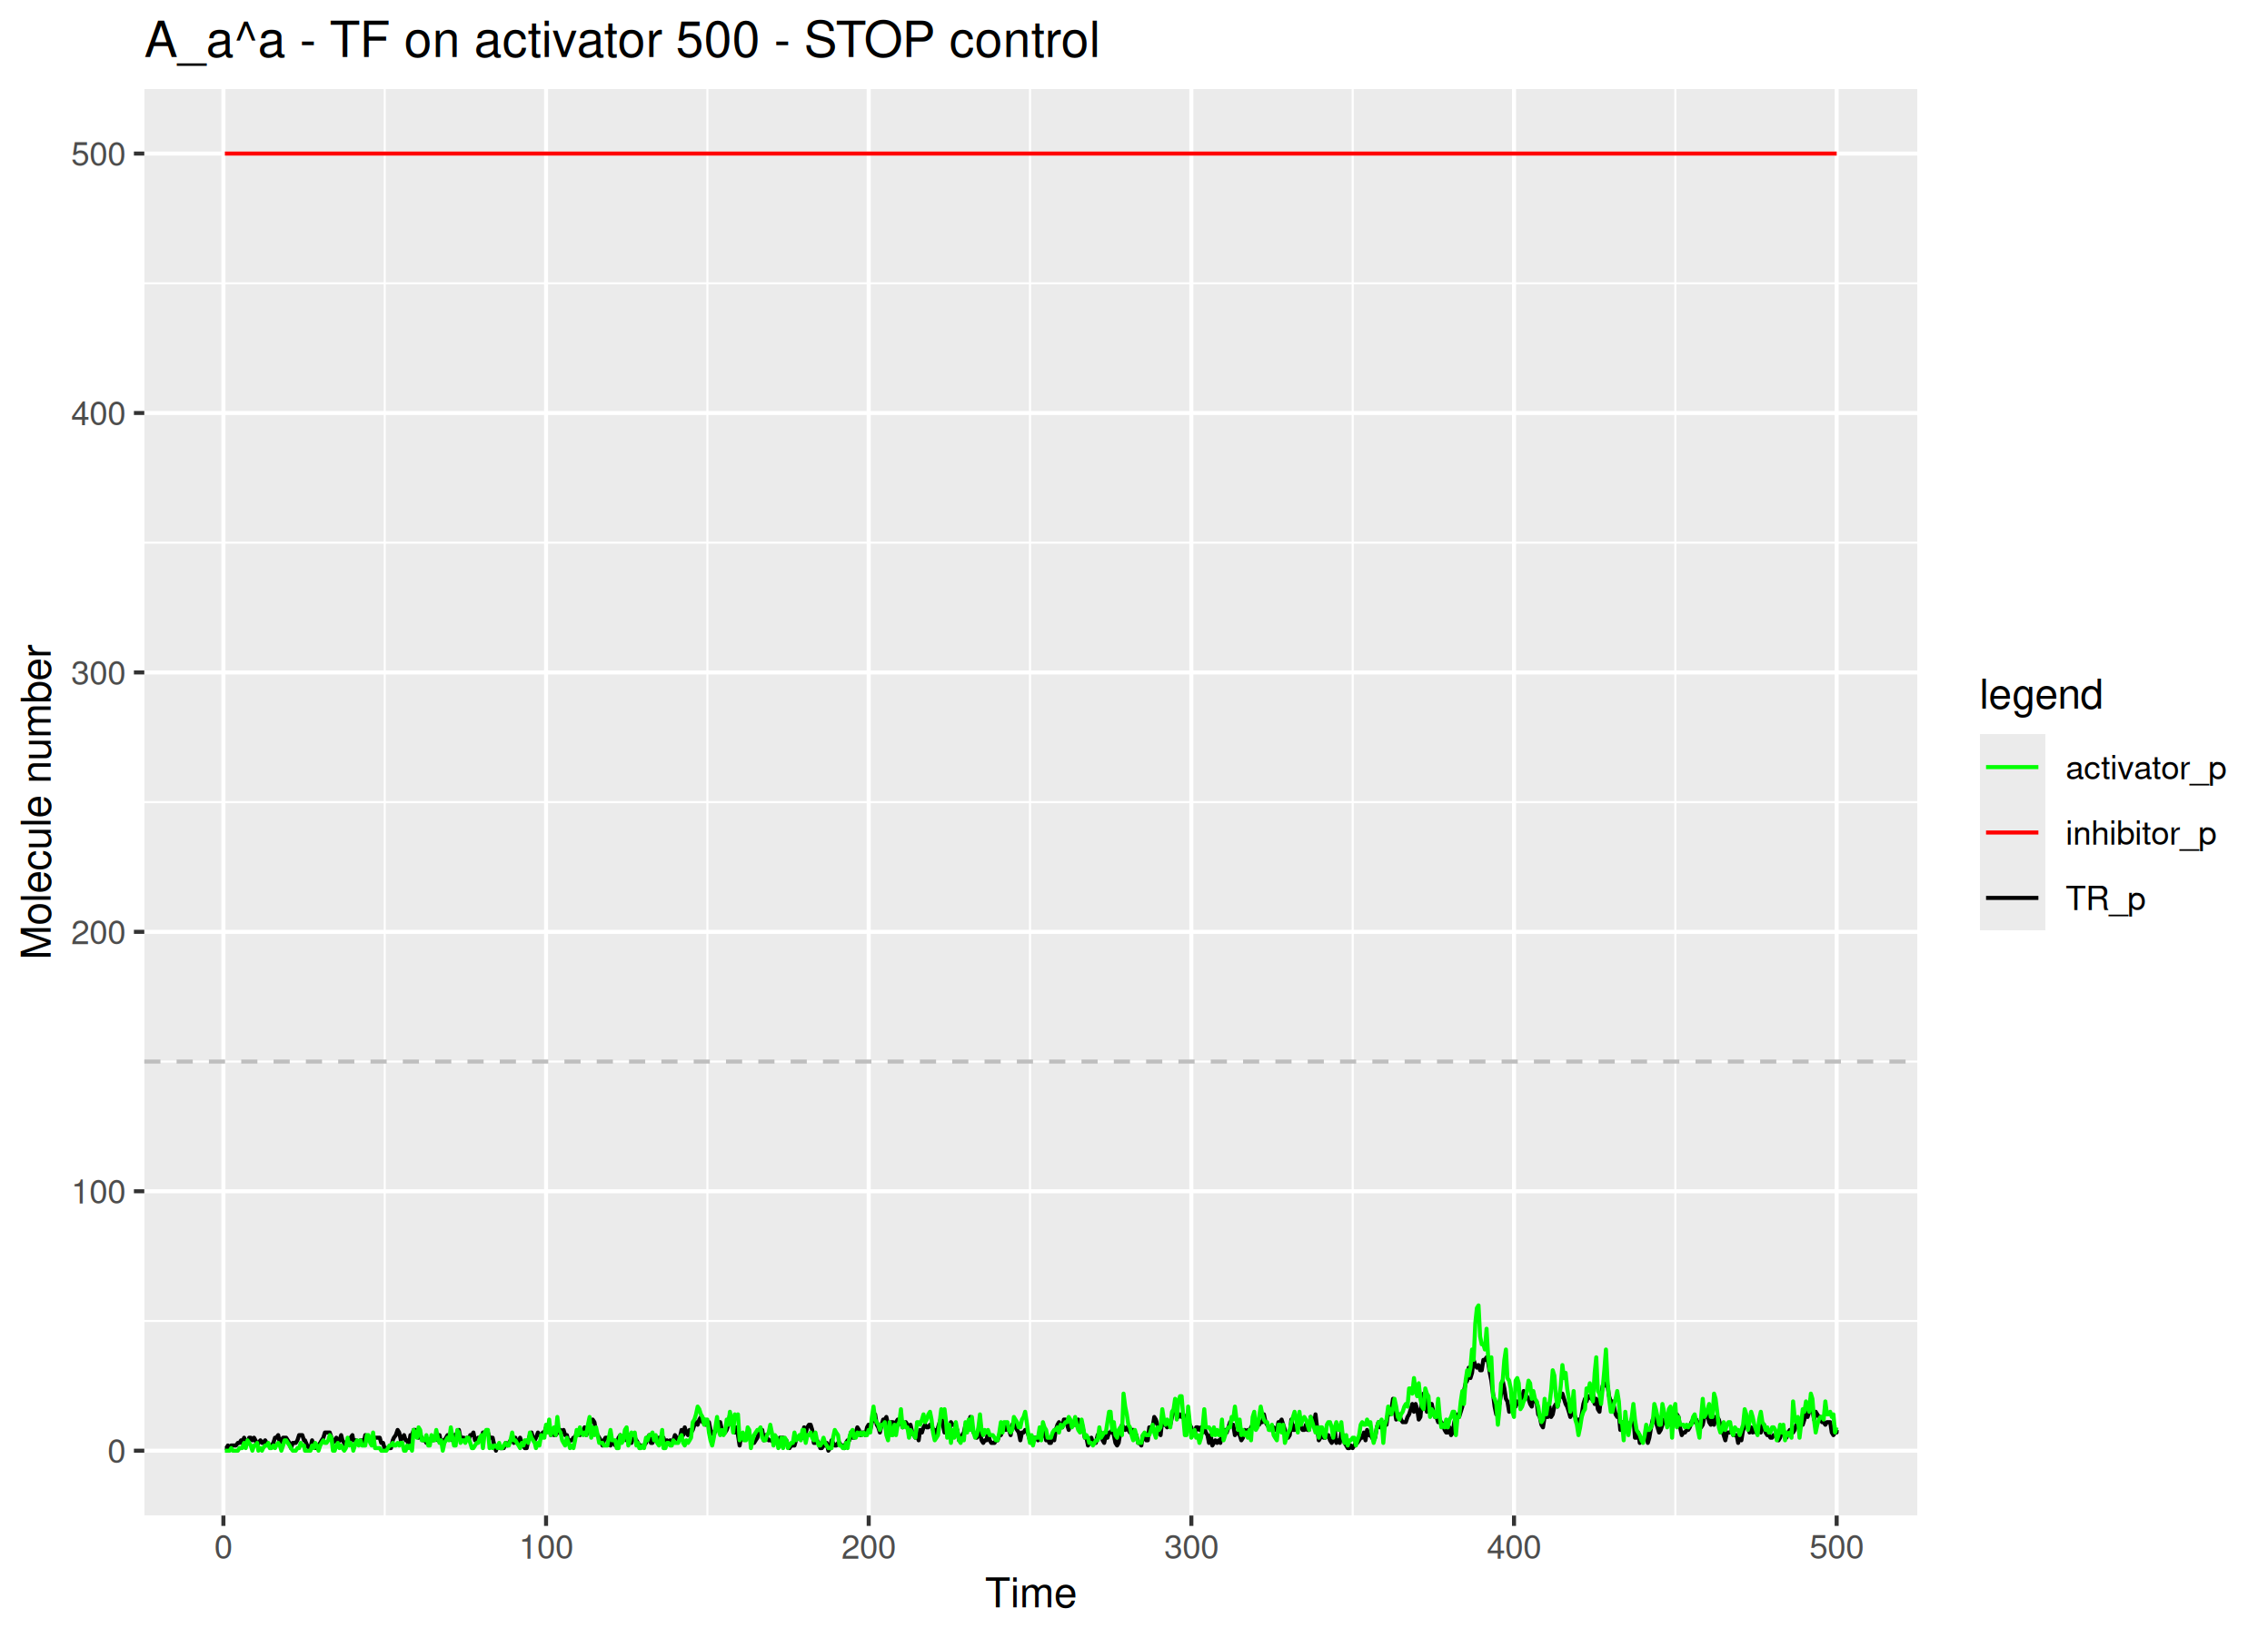 A_a^a - TF on activator 500 - STOP control
Molecule number
500
400
300
200
100
0
0 100 200 300 400 500
Time
legend
activator_p
inhibitor_p
TR_p